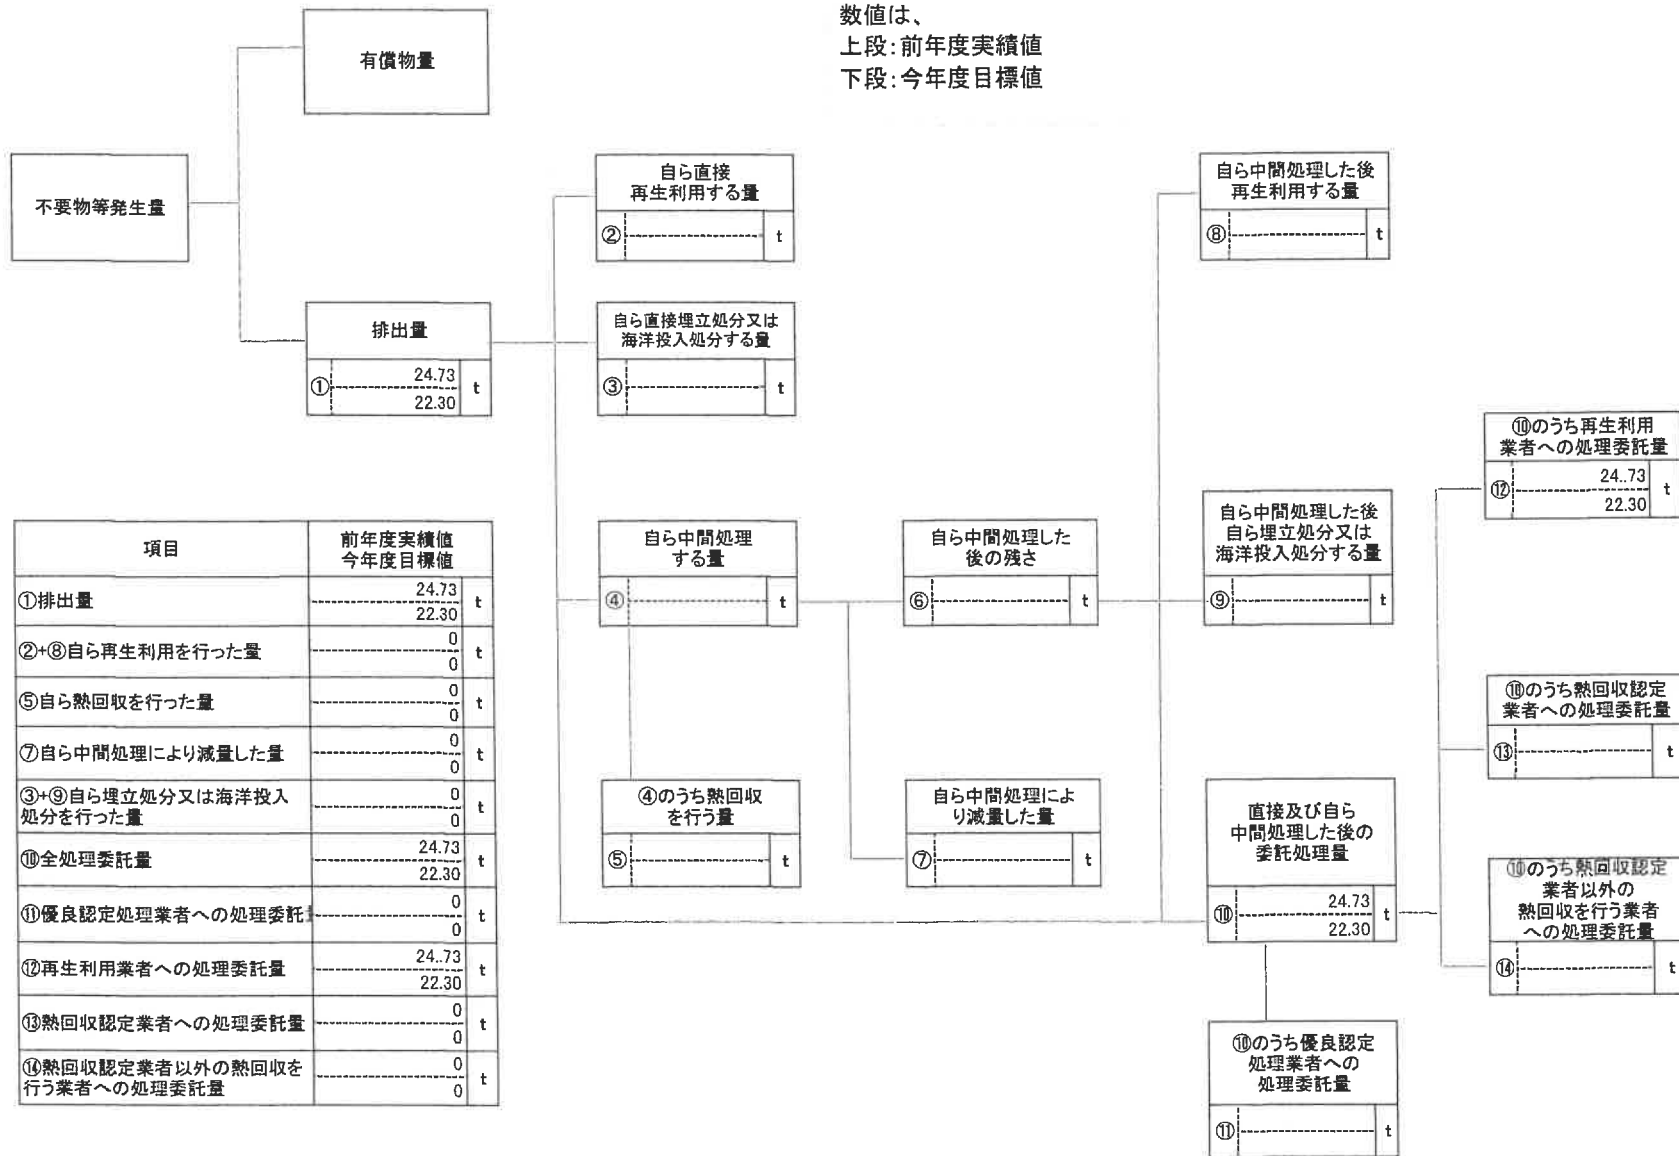 数値は、
上段:前年度実績値
下段:今年度目標値
有償物量
不要物等発生量
排出量
① 24.73 t
22.30
自ら直接
再生利用する量
② t
自ら直接埋立処分又は
海洋投入処分する量
③ t
自ら中間処理
する量
④ t
④のうち熱回収
を行う量
⑤ t
自ら中間処理した
後の残さ
⑥ t
自ら中間処理によ
り減量した量
⑦ t
自ら中間処理した後
再生利用する量
⑧ t
自ら中間処理した後
自ら埋立処分又は
海洋投入処分する量
⑨ t
直接及び自ら
中間処理した後の
委託処理量
⑩ 24.73 t
22.30
⑩のうち優良認定
処理業者への
処理委託量
⑪ t
⑩のうち再生利用
業者への処理委託量
⑫ 24..73 t
22.30
⑩のうち熱回収認定
業者への処理委託量
⑬ t
⑩のうち熱回収認定
業者以外の
熱回収を行う業者
への処理委託量
⑭ t
項目 前年度実績値
今年度目標値
①排出量 24.73 t
22.30
②+⑧自ら再生利用を行った量 0 t
0
⑤自ら熱回収を行った量 0 t
0
⑦自ら中間処理により減量した量 0 t
0
③+⑨自ら埋立処分又は海洋投入
処分を行った量 0 t
0
⑩全処理委託量 24.73 t
22.30
⑪優良認定処理業者への処理委託 0 t
0
⑫再生利用業者への処理委託量 24..73 t
22.30
⑬熱回収認定業者への処理委託量 0 t
0
⑭熱回収認定業者以外の熱回収を
行う業者への処理委託量 0 t
0